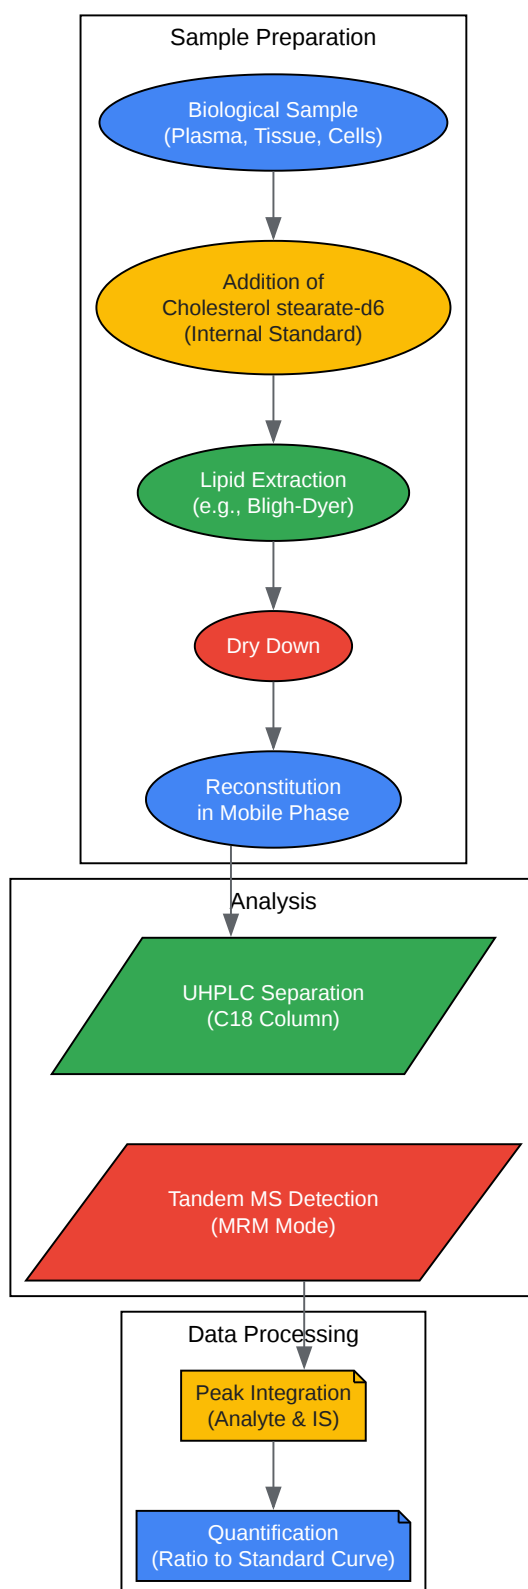 Sample Preparation
Biological Sample
(Plasma, Tissue, Cells)
Addition of
Cholesterol stearate-d6
(Internal Standard)
Lipid Extraction
(e.g., Bligh-Dyer)
Dry Down
Reconstitution
in Mobile Phase
Analysis
UHPLC Separation
(C18 Column)
Tandem MS Detection
(MRM Mode)
Data Processing
Peak Integration
(Analyte & IS)
Quantification
(Ratio to Standard Curve)